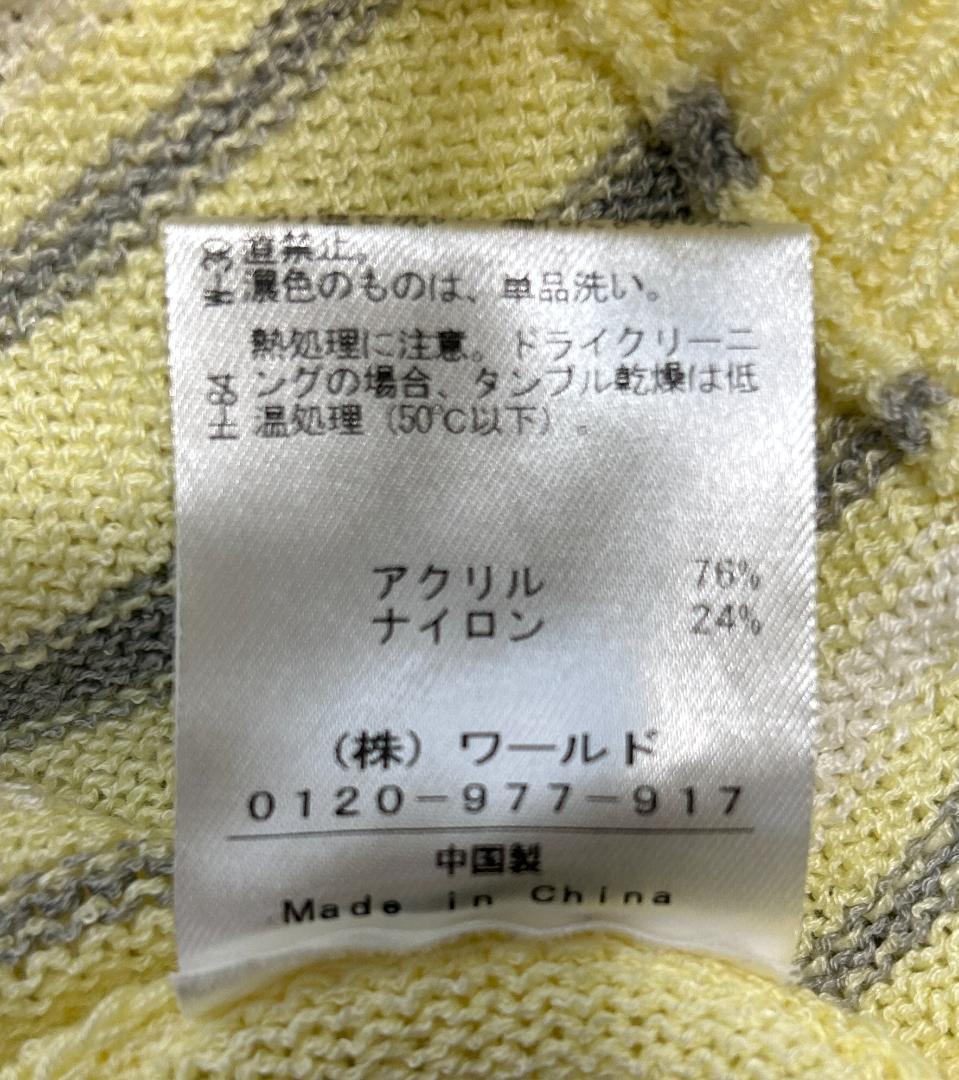 直禁止。
濃色のものは、単品洗い。
熱処理に注意。ドライクリーニ
ングの場合、タンブル乾燥は低
温処理（50℃以下）。
アクリル 76%
ナイロン 24%
（株）ワールド
0120-977-917
中国製
Made in China